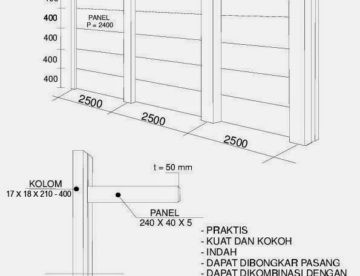 400
400
400
400
400
PANEL
P = 2400
2500
2500
2500
t = 50 mm
KOLOM
17 X 18 X 210 - 400
PANEL
240 X 40 X 5
- PRAKTIS
- KUAT DAN KOKOH
- INDAH
- DAPAT DIBONGKAR PASANG
- DAPAT DIKOMBINASI DENGAN